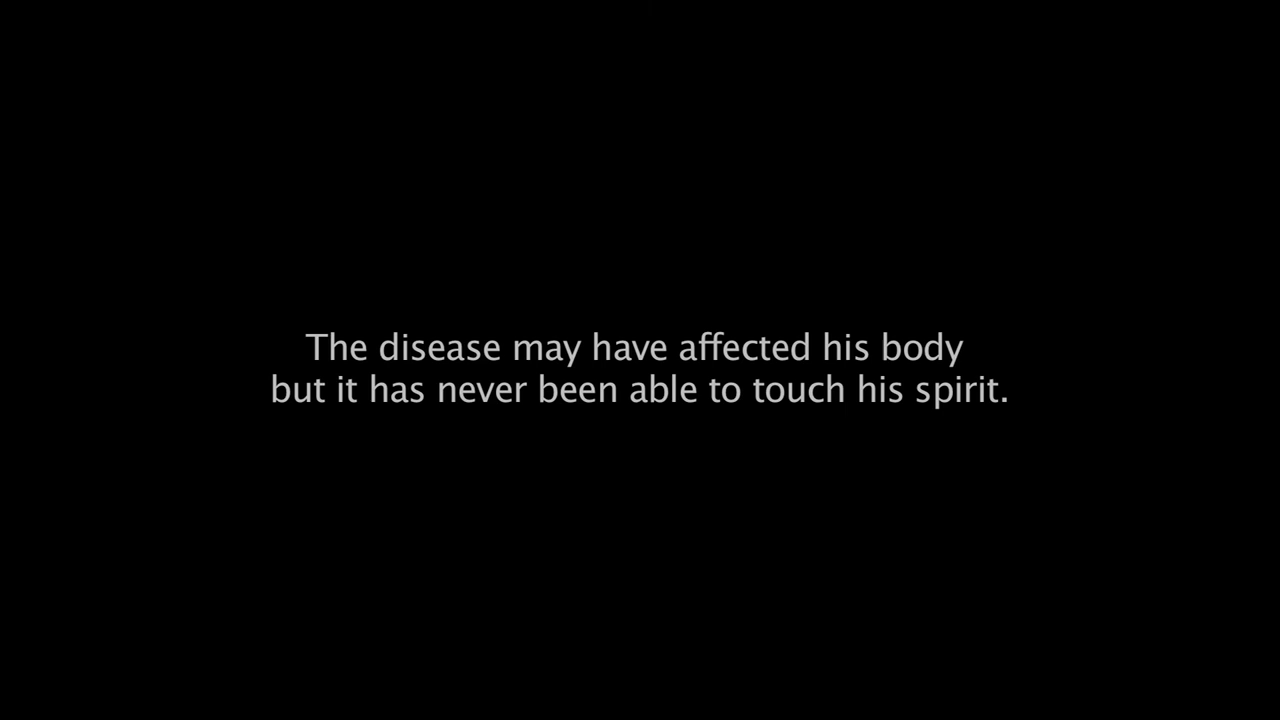 The disease may have affected his body
but it has never been able to touch his spirit.